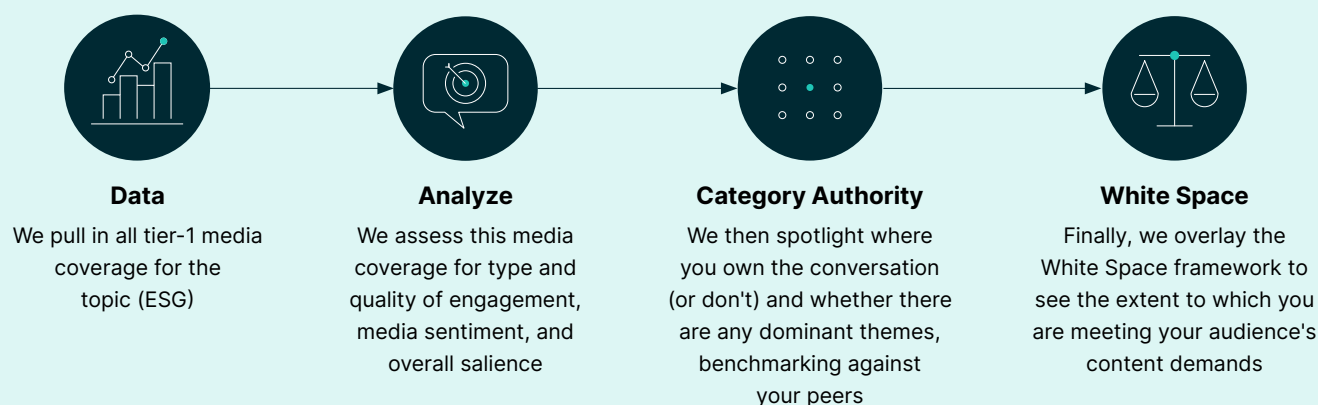 Data
We pull in all tier-1 media
coverage for the
topic (ESG)
Analyze
We assess this media
coverage for type and
quality of engagement,
media sentiment, and
overall salience
Category Authority
We then spotlight where
you own the conversation
(or don't) and whether there
are any dominant themes,
benchmarking against
your peers
White Space
Finally, we overlay the
White Space framework to
see the extent to which you
are meeting your audience's
content demands